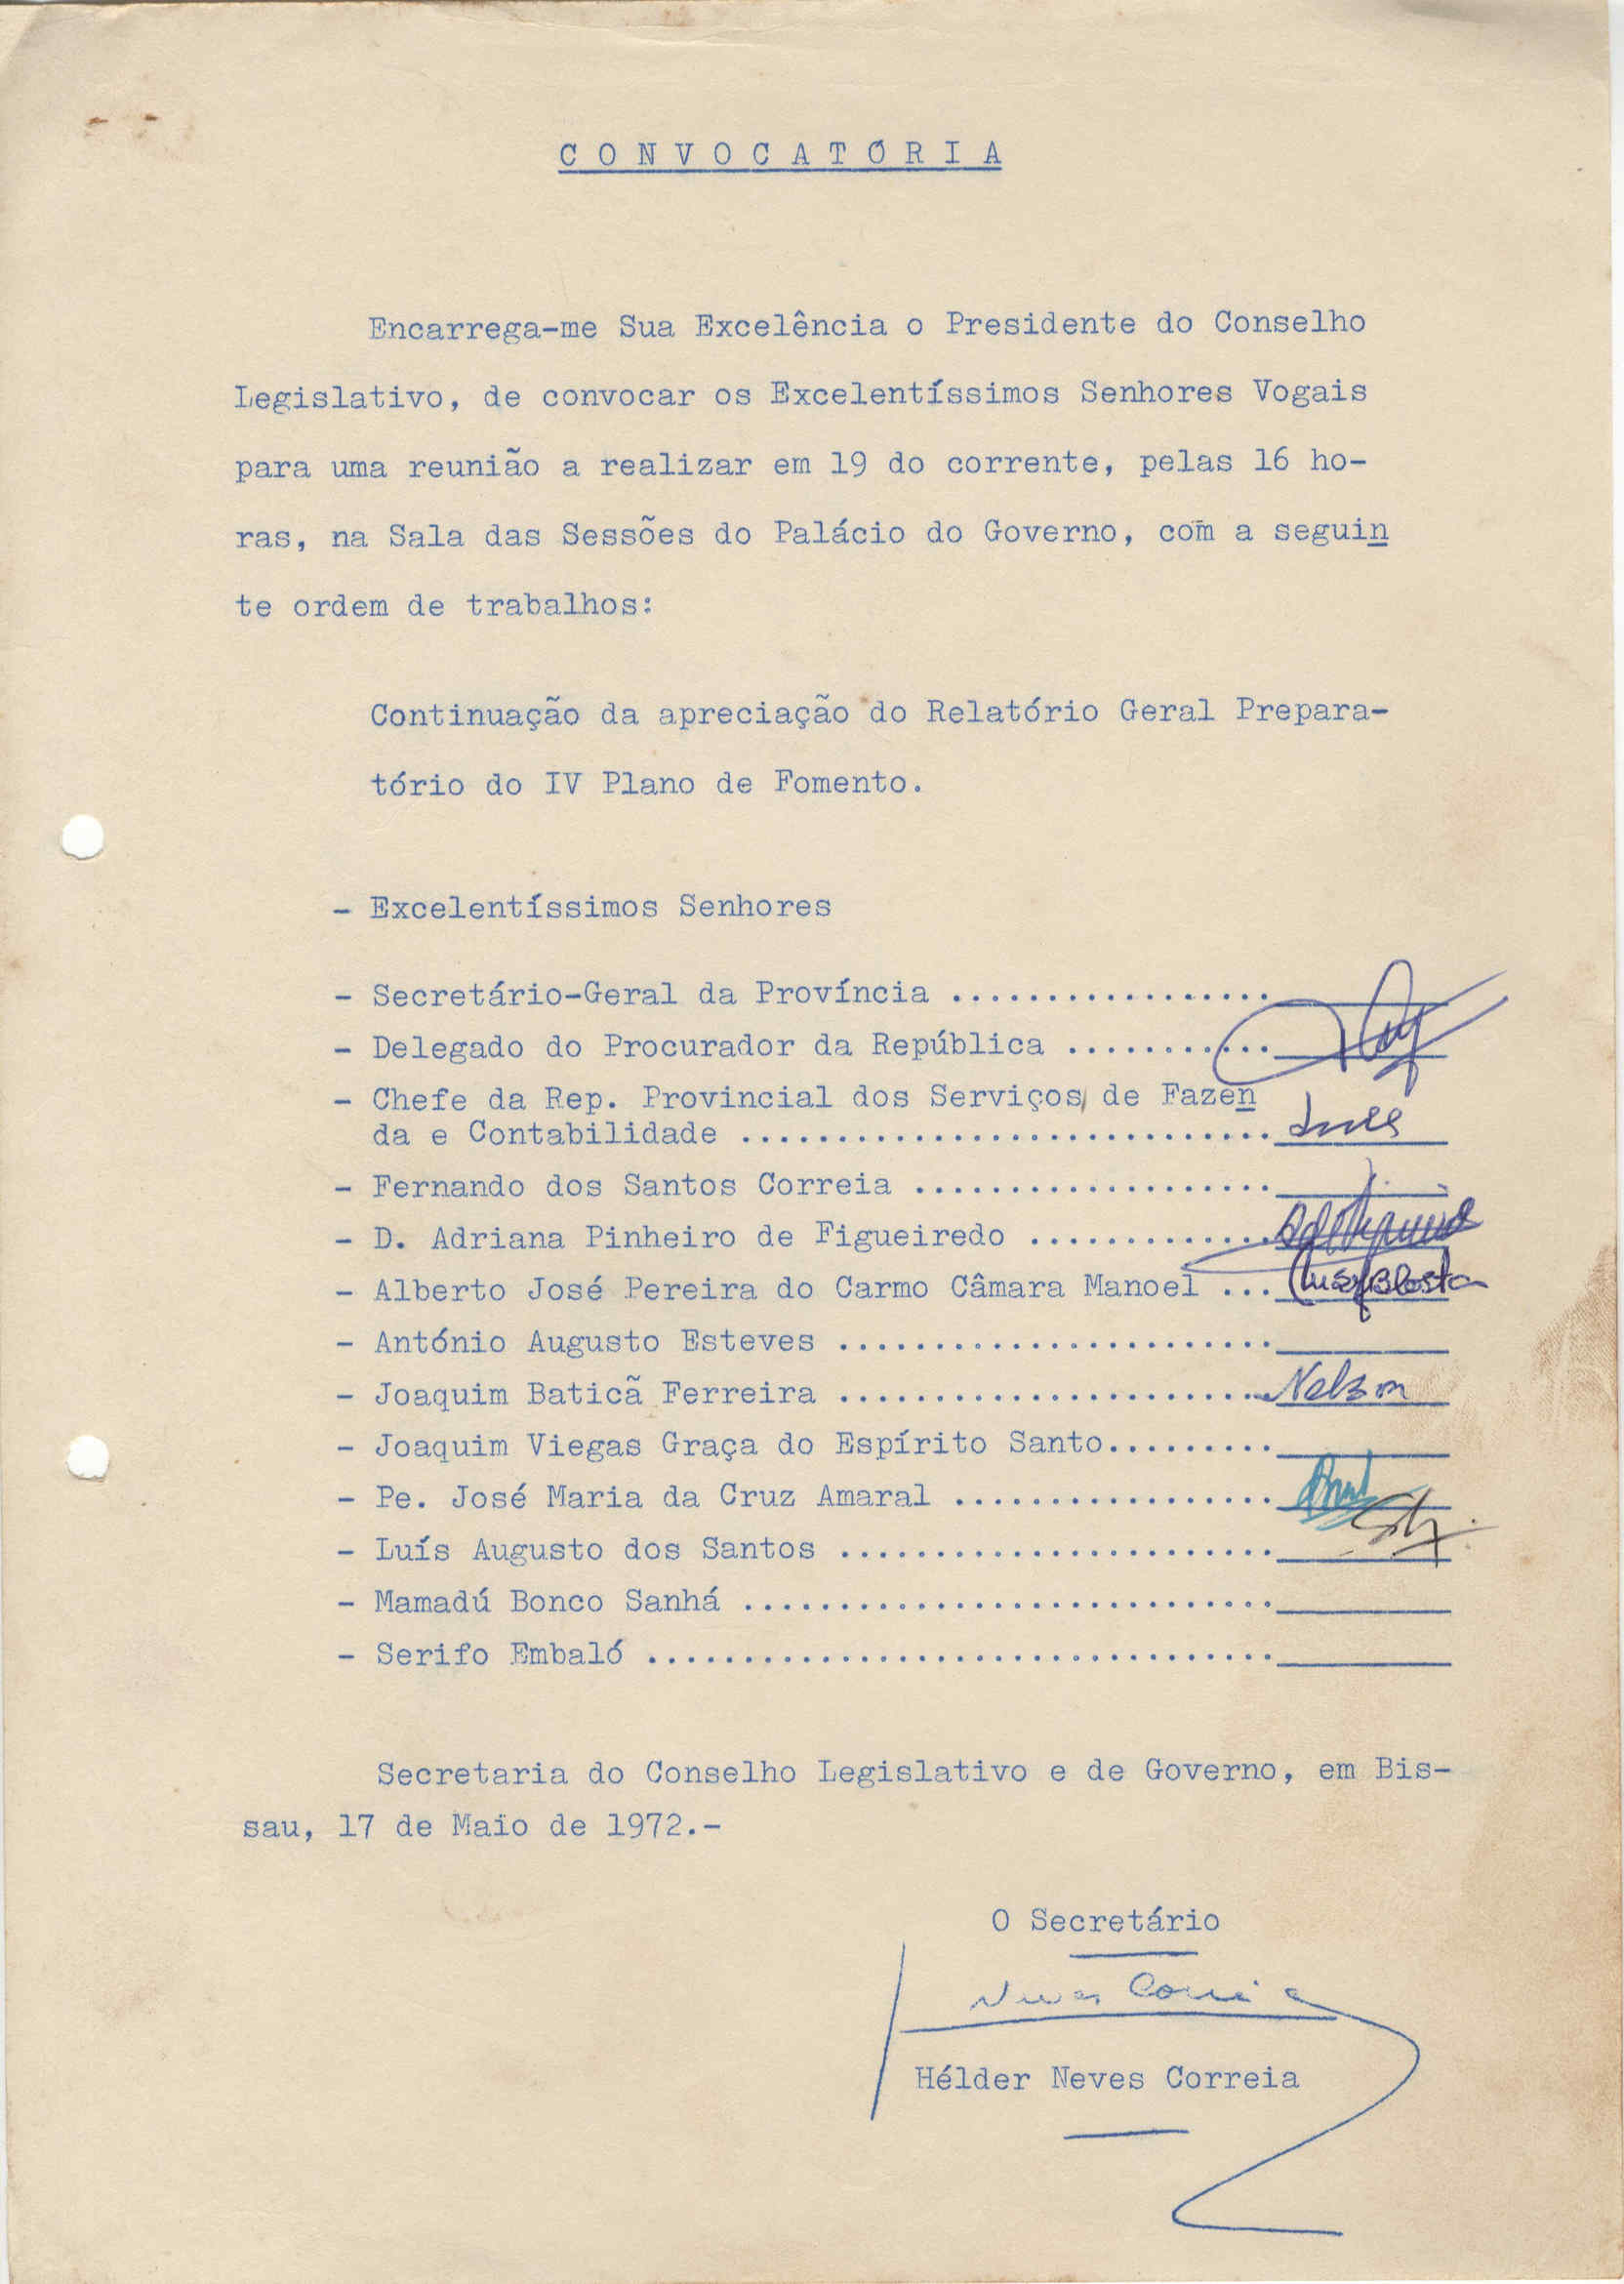 CONVOCATÓRIA
Encarrega-me Sua Excelência o Presidente do Conselho
Legislativo, de convocar os Excelentíssimos Senhores Vogais
para uma reunião a realizar em 19 do corrente, pelas 16 ho-
ras, na Sala das Sessões do Palácio do Governo, com a seguin
te ordem de trabalhos:
Continuação da apreciação do Relatório Geral Prepara-
tório do IV Plano de Fomento.
- Excelentíssimos Senhores
- Secretário-Geral da Província .................
- Delegado do Procurador da República ...........
- Chefe da Rep. Provincial dos Serviços de Fazen
da e Contabilidade ............................
- Fernando dos Santos Correia ...................
- D. Adriana Pinheiro de Figueiredo .............
- Alberto José Pereira do Carmo Câmara Manoel ...
- António Augusto Esteves .......................
- Joaquim Baticã Ferreira ....................... Nelson
- Joaquim Viegas Graça do Espírito Santo.........
- Pe. José Maria da Cruz Amaral .................
- Luís Augusto dos Santos .......................
- Mamadú Bonco Sanhá ............................
- Serifo Embaló .................................
Secretaria do Conselho Legislativo e de Governo, em Bis-
sau, 17 de Maio de 1972.-
O Secretário
Neves Correia
Hélder Neves Correia